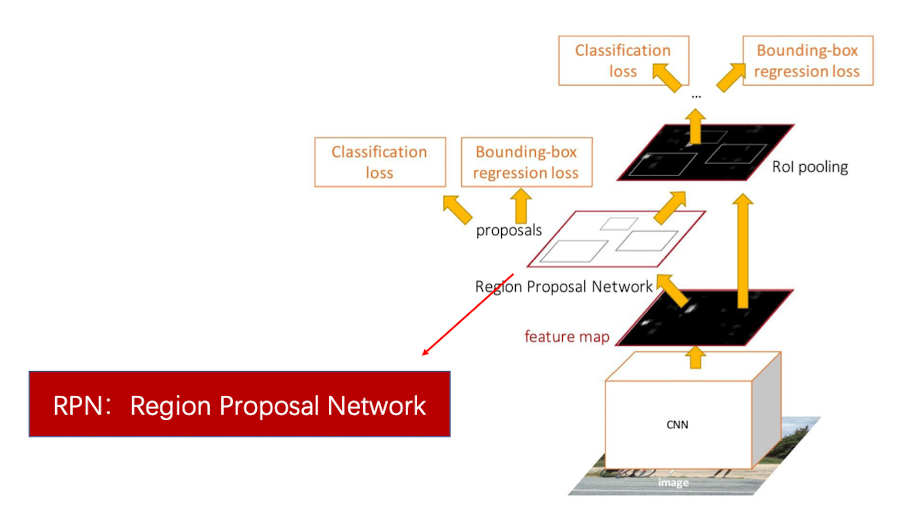 Classification
loss
Bounding-box
regression loss
...
RoI pooling
Classification
loss
Bounding-box
regression loss
proposals
Region Proposal Network
feature map
RPN：Region Proposal Network
CNN
image